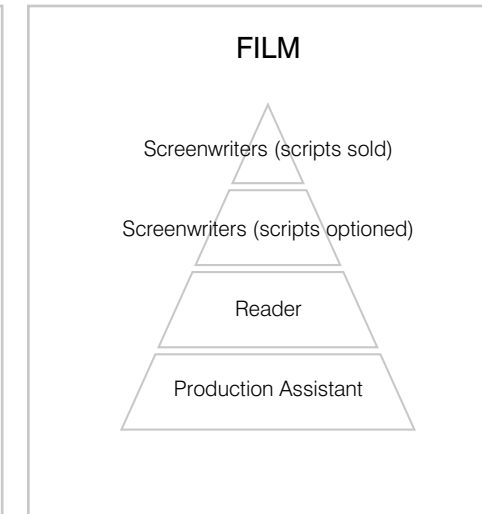 FILM
Screenwriters (scripts sold)
Screenwriters (scripts optioned)
Reader
Production Assistant